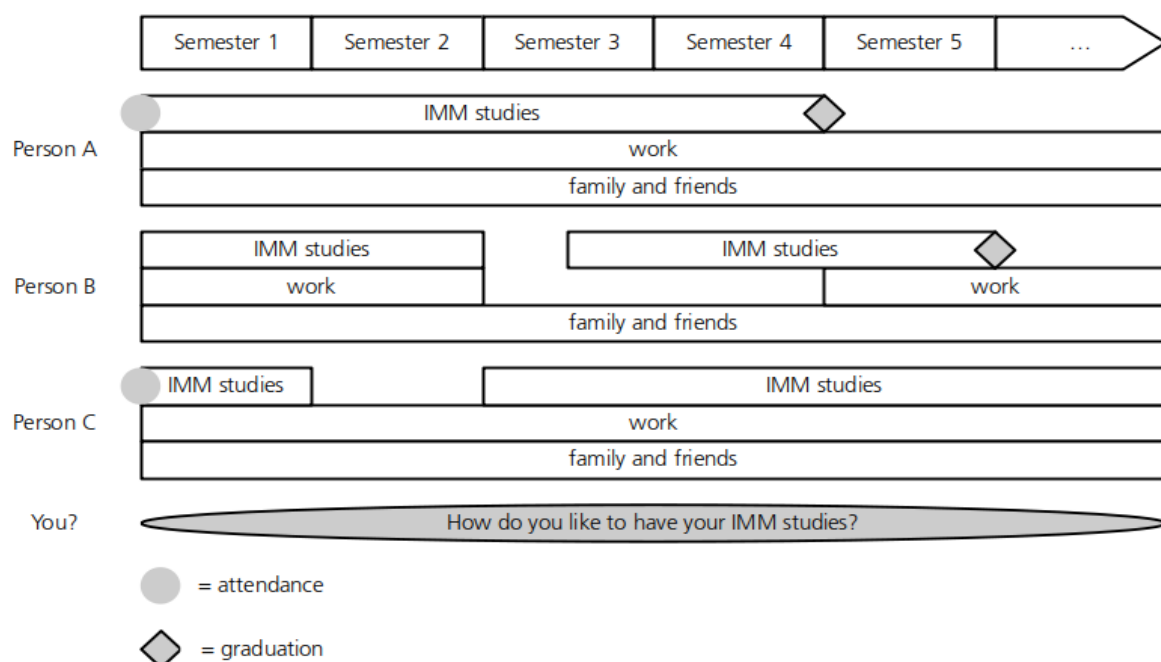 Semester 1 Semester 2 Semester 3 Semester 4 Semester 5 ...
IMM studies
Person A work
family and friends
IMM studies IMM studies
Person B work work
family and friends
IMM studies IMM studies
Person C work
family and friends
You? How do you like to have your IMM studies?
= attendance
= graduation